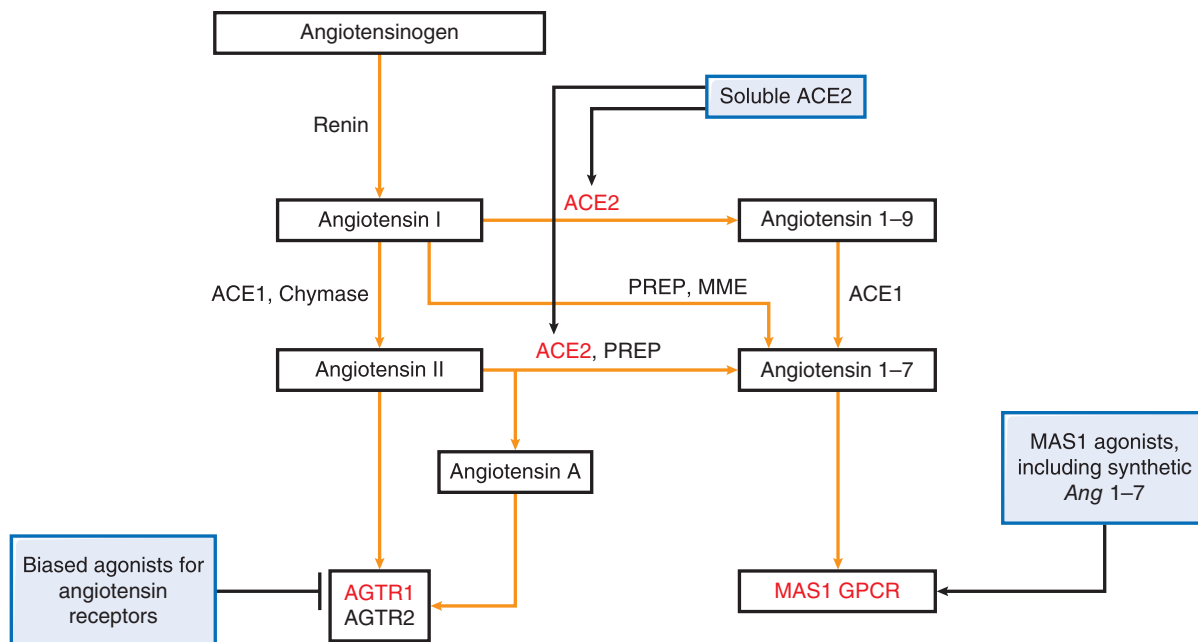 Angiotensinogen
Soluble ACE2
Renin
ACE2
Angiotensin I
Angiotensin 1–9
ACE1, Chymase
PREP, MME
ACE1
ACE2, PREP
Angiotensin II
Angiotensin 1–7
MAS1 agonists,
including synthetic
Ang 1–7
Angiotensin A
Biased agonists for
angiotensin
receptors
AGTR1
AGTR2
MAS1 GPCR